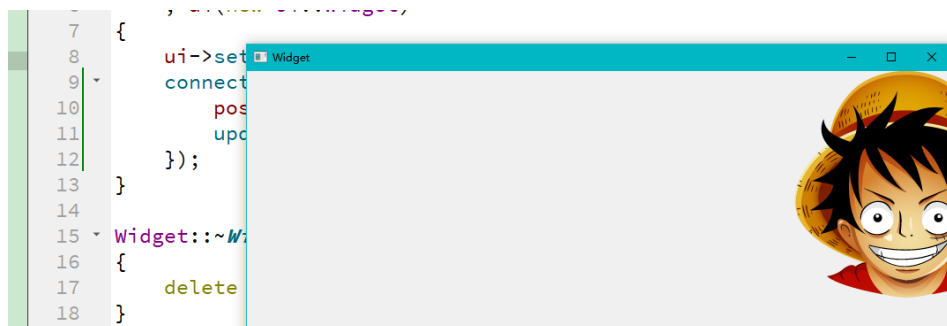 7 {
8 ui->set
9 connect
10 pos
11 upd
12 });
13 }
14
15 Widget::~Wi
16 {
17 delete
18 }
Widget